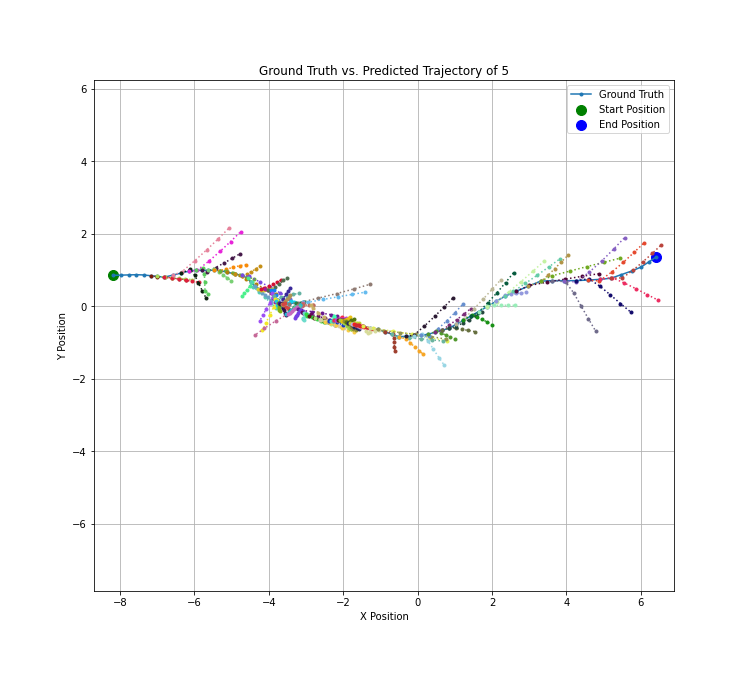 Ground Truth vs. Predicted Trajectory of 5
Ground Truth
Start Position
End Position
6
4
2
0
−2
−4
−6
Y Position
−8
−6
−4
−2
0
2
4
6
X Position